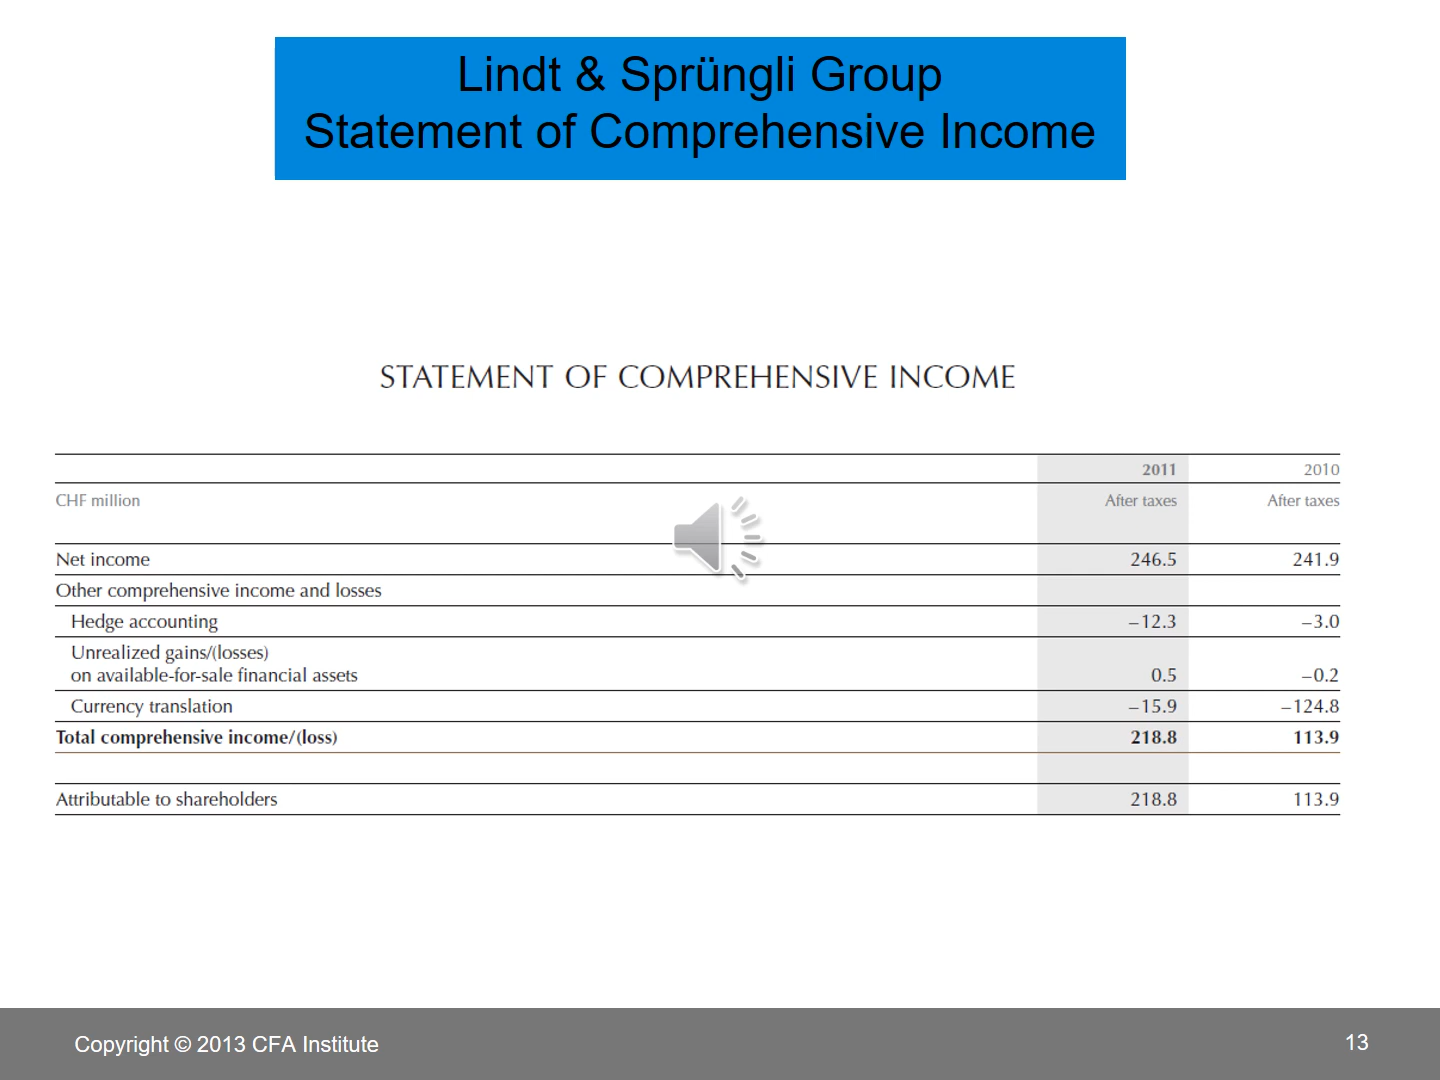 Lindt & Sprüngli Group
Statement of Comprehensive Income
STATEMENT OF COMPREHENSIVE INCOME
2011 2010
CHF million After taxes After taxes
Net income 246.5 241.9
Other comprehensive income and losses
Hedge accounting –12.3 –3.0
Unrealized gains/(losses)
on available-for-sale financial assets 0.5 –0.2
Currency translation –15.9 –124.8
Total comprehensive income/(loss) 218.8 113.9
Attributable to shareholders 218.8 113.9
Copyright © 2013 CFA Institute 13